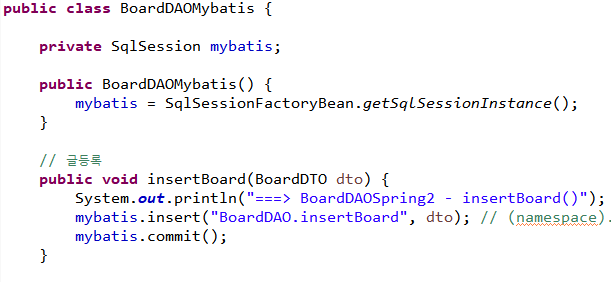 public class BoardDAOMybatis {
private SqlSession mybatis;
public BoardDAOMybatis() {
mybatis = SqlSessionFactoryBean.getSqlSessionInstance();
}
// 글등록
public void insertBoard(BoardDTO dto) {
System.out.println("===> BoardDAOSpring2 - insertBoard()");
mybatis.insert("BoardDAO.insertBoard", dto); // (namespace).
mybatis.commit();
}